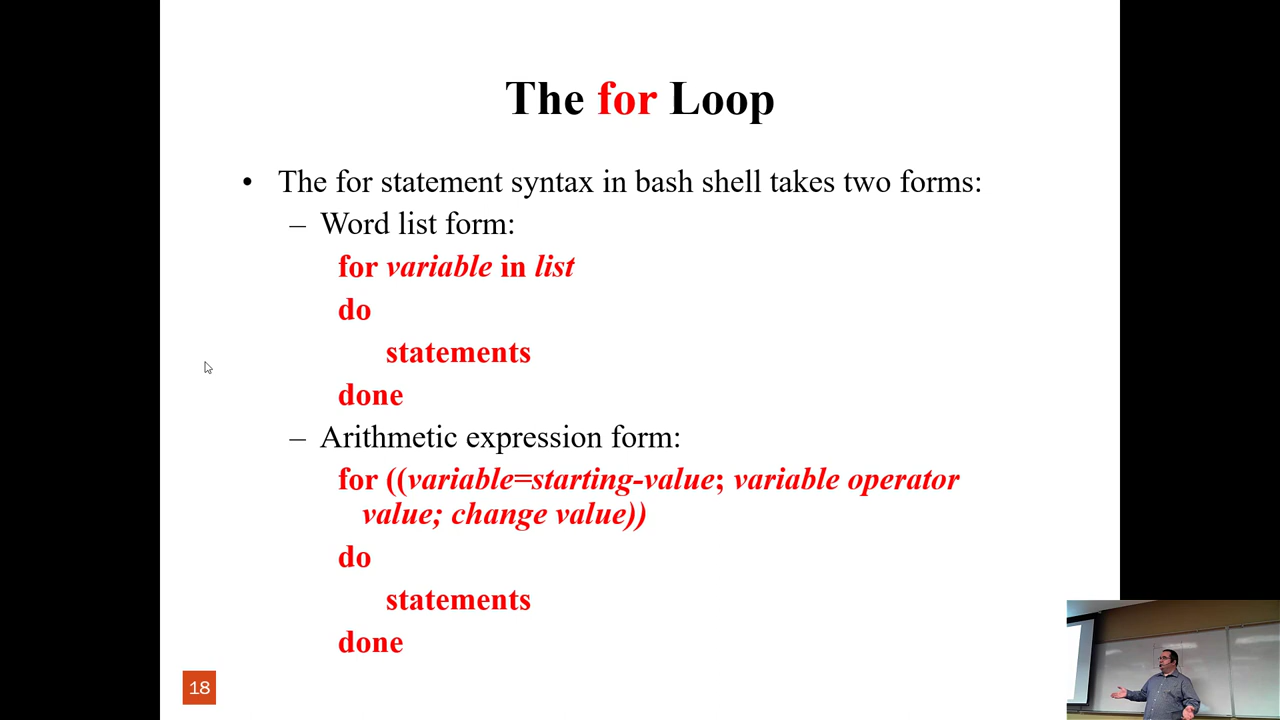 The for Loop
• The for statement syntax in bash shell takes two forms:
– Word list form:
for variable in list
do
statements
done
– Arithmetic expression form:
for ((variable=starting-value; variable operator
value; change value))
do
statements
done
18